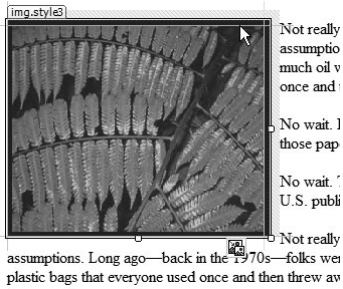 img.style3
Not really
assumptio
much oil w
once and
No wait.
those pape
No wait.
U.S. publi
Not really
assumptions. Long ago—back in the 1970s—folks wer
plastic bags that everyone used once and then threw aw